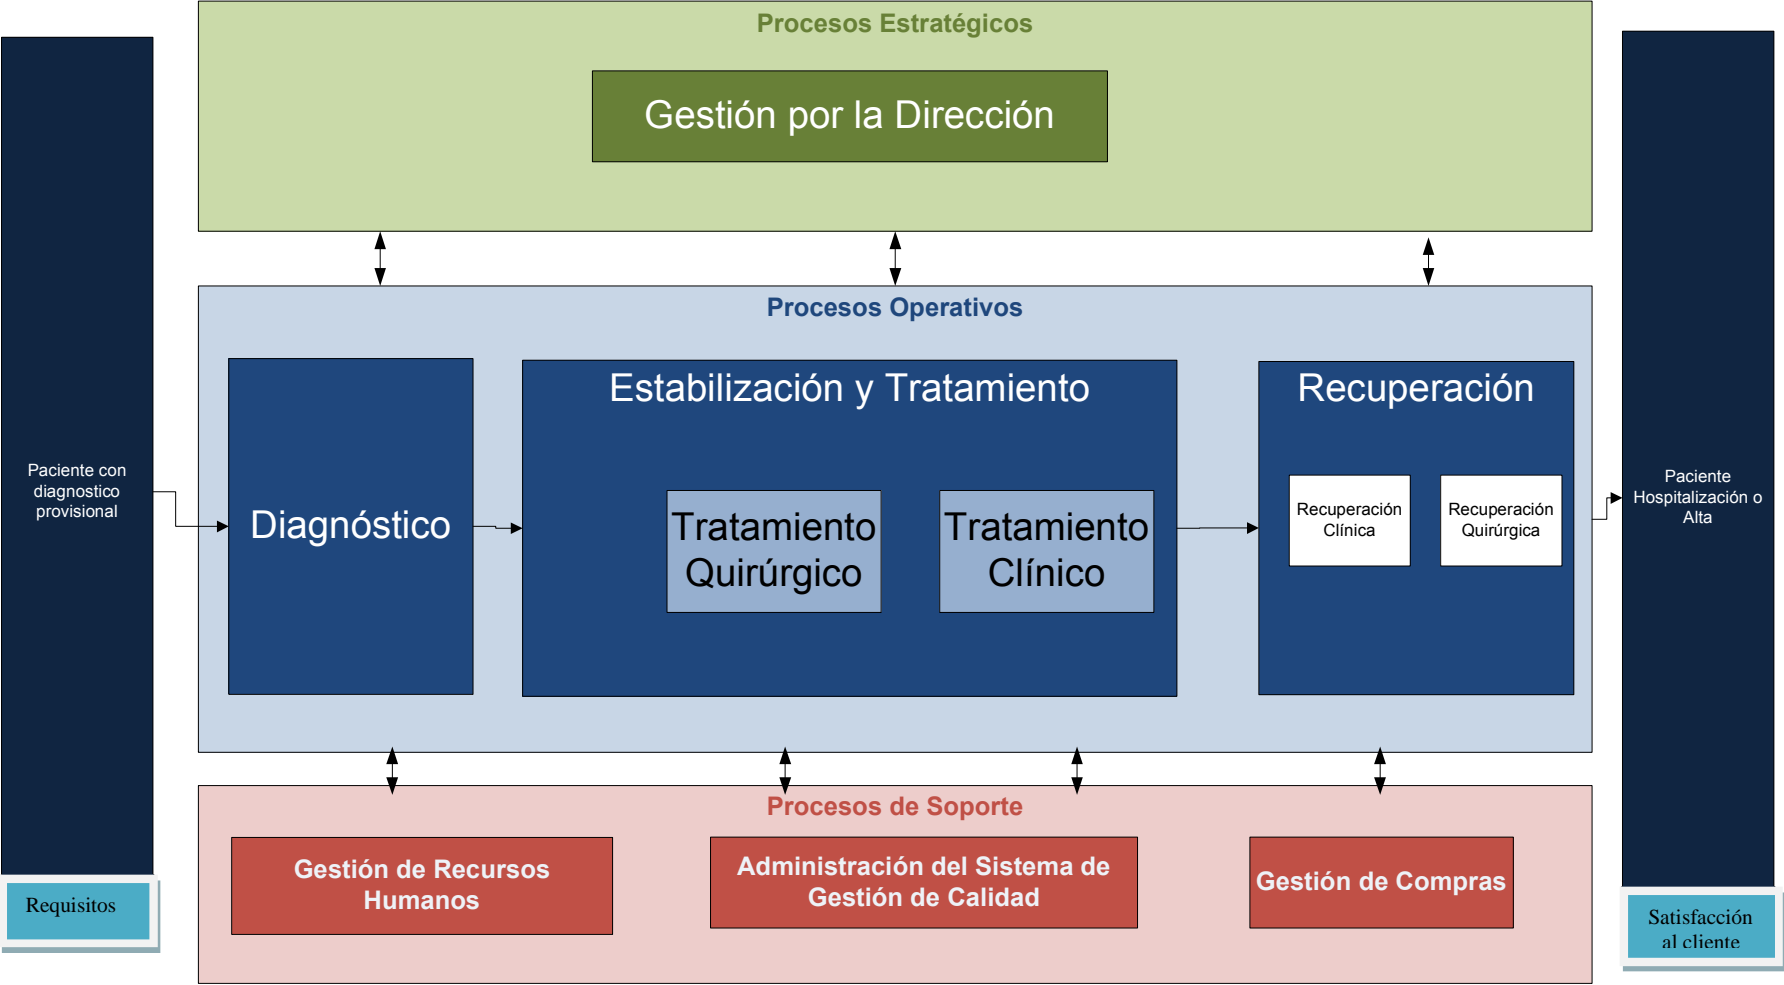 Procesos Estratégicos
Gestión por la Dirección
Procesos Operativos
Paciente con
diagnostico
provisional
Diagnóstico
Estabilización y Tratamiento
Tratamiento
Quirúrgico
Tratamiento
Clínico
Recuperación
Recuperación
Clínica
Recuperación
Quirúrgica
Paciente
Hospitalización o
Alta
Procesos de Soporte
Gestión de Recursos
Humanos
Administración del Sistema de
Gestión de Calidad
Gestión de Compras
Requisitos
Satisfacción
al cliente